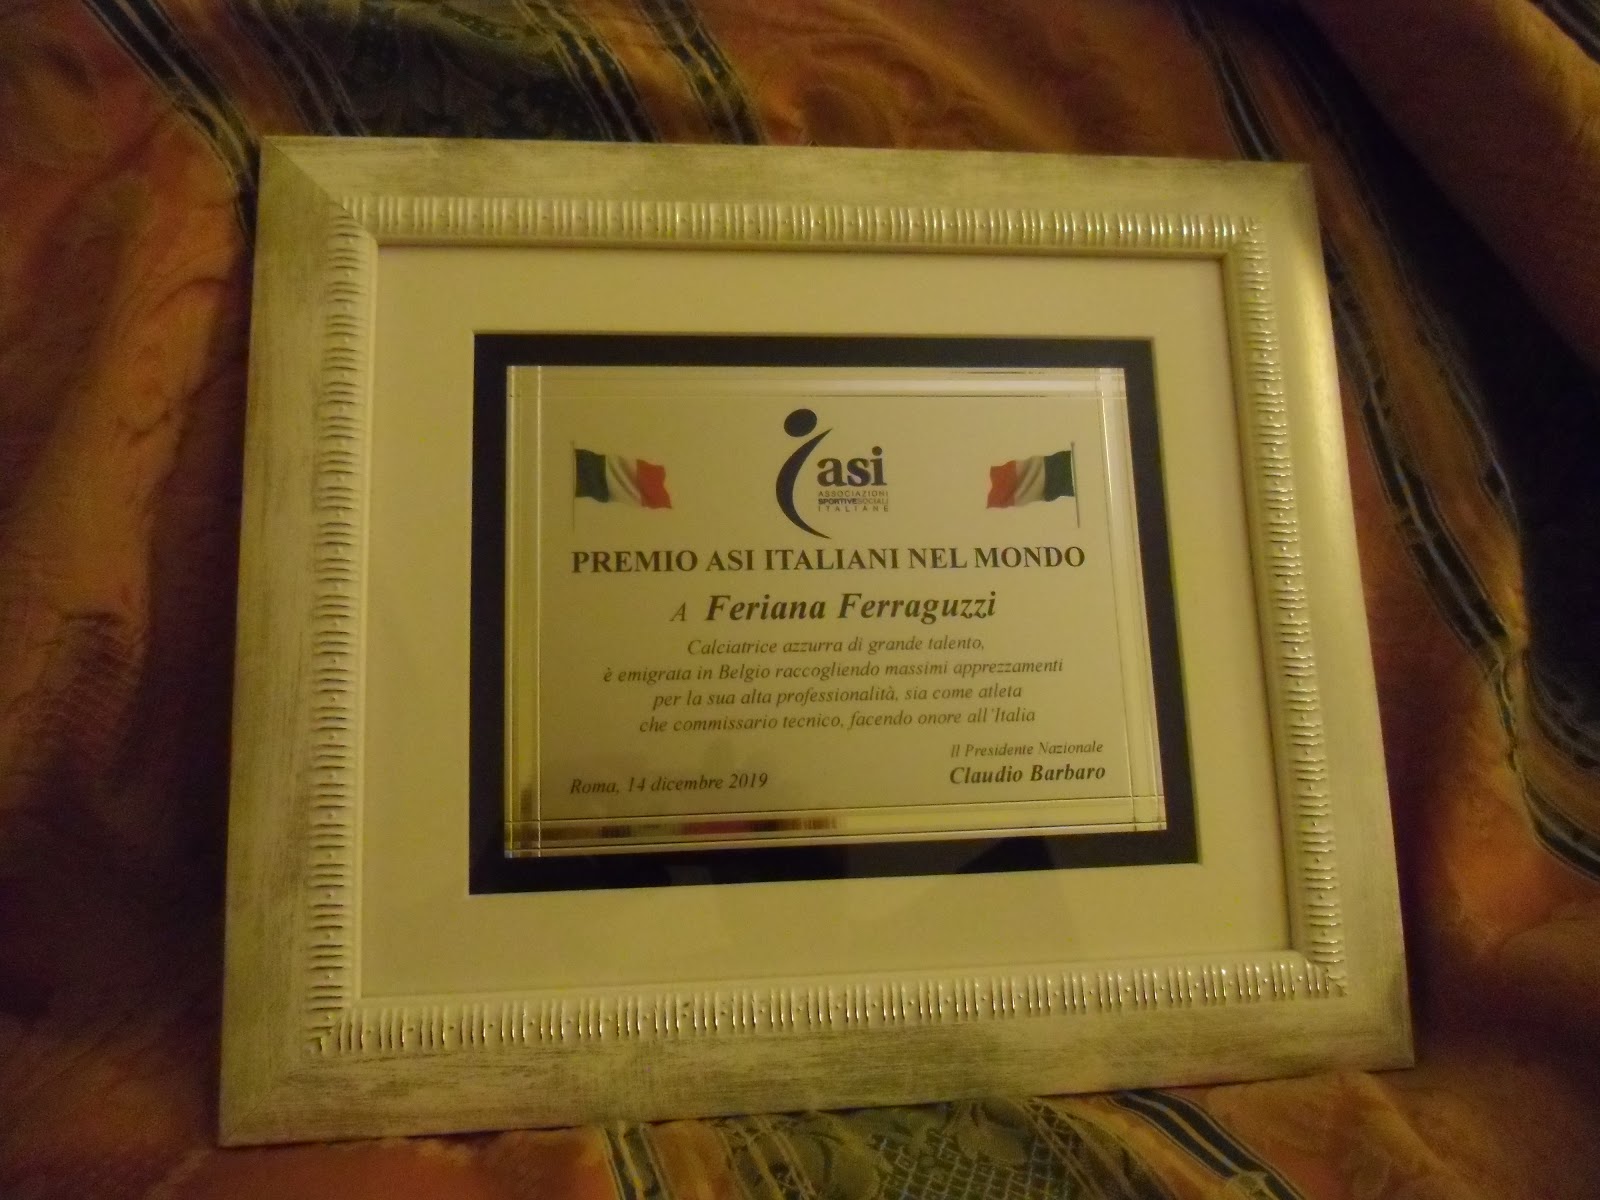 asi
ASSOCIAZIONI
SPORTIVESOCIALI
ITALIANE
PREMIO ASI ITALIANI NEL MONDO
A Feriana Ferraguzzi
Calciatrice azzurra di grande talento,
è emigrata in Belgio raccogliendo massimi apprezzamenti
per la sua alta professionalità, sia come atleta
che commissario tecnico, facendo onore all'Italia
Il Presidente Nazionale
Claudio Barbaro
Roma, 14 dicembre 2019